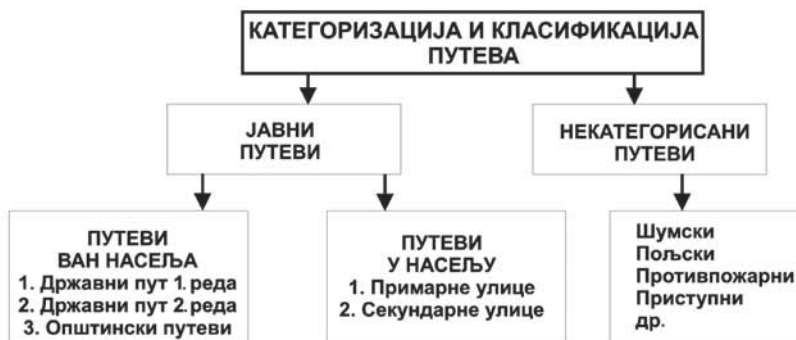 КАТЕГОРИЗАЦИЈА И КЛАСИФИКАЦИЈА
ПУТЕВА
ЈАВНИ
ПУТЕВИ
НЕКАТЕГОРИСАНИ
ПУТЕВИ
ПУТЕВИ
ВАН НАСЕЉА
1. Државни пут 1. реда
2. Државни пут 2. реда
3. Општински путеви
ПУТЕВИ
У НАСЕЉУ
1. Примарне улице
2. Секундарне улице
Шумски
Пољски
Противпожарни
Приступни
др.